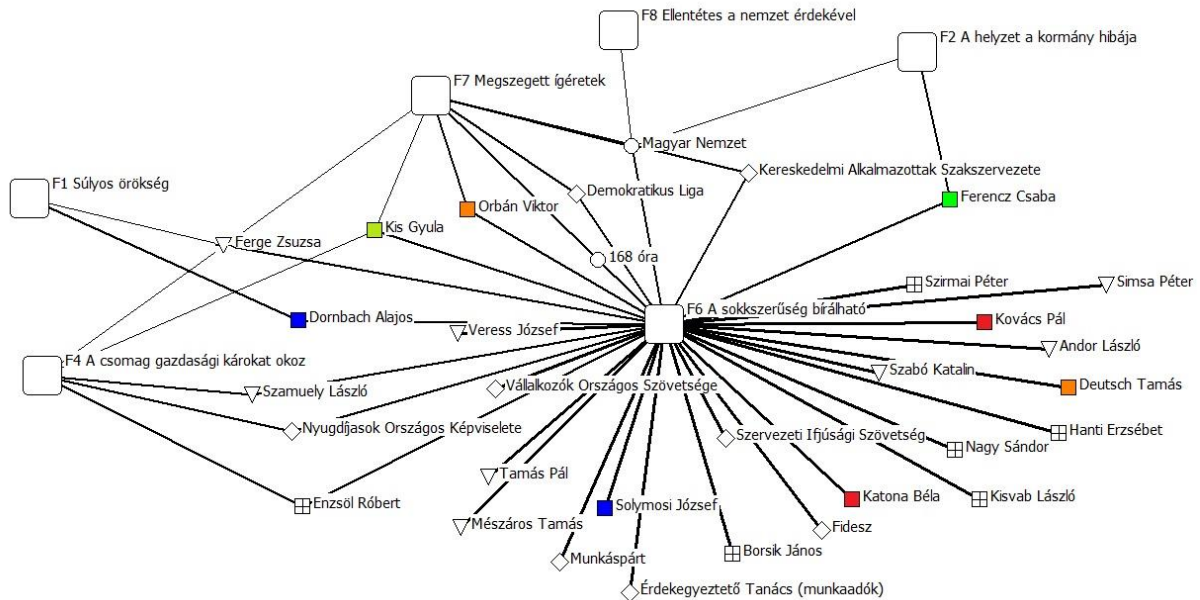 F8 Ellentétes a nemzet érdekével
F2 A helyzet a kormány hibája
F7 Megszegett ígéretek
Magyar Nemzet
Kereskedelmi Alkalmazottak Szakszervezete
F1 Súlyos örökség
Demokratikus Liga
Ferencz Csaba
Orbán Viktor
Kis Gyula
Ferge Zsuzsa
168 óra
Szirmai Péter
Simsa Péter
F6 A sokkszerűség bírálható
Dornbach Alajos
Kovács Pál
Veress József
Andor László
F4 A csomag gazdasági károkat okoz
Szabó Katalin
Vállalkozók Országos Szövetsége
Deutsch Tamás
Szamuely László
Nyugdíjasok Országos Képviselete
Hanti Erzsébet
Szervezeti Ifjúsági Szövetség
Nagy Sándor
Tamás Pál
Enzsöl Róbert
Katona Béla
Kisvab László
Solymosi József
Mészáros Tamás
Fidesz
Borsik János
Munkáspárt
Érdekegyeztető Tanács (munkaadók)